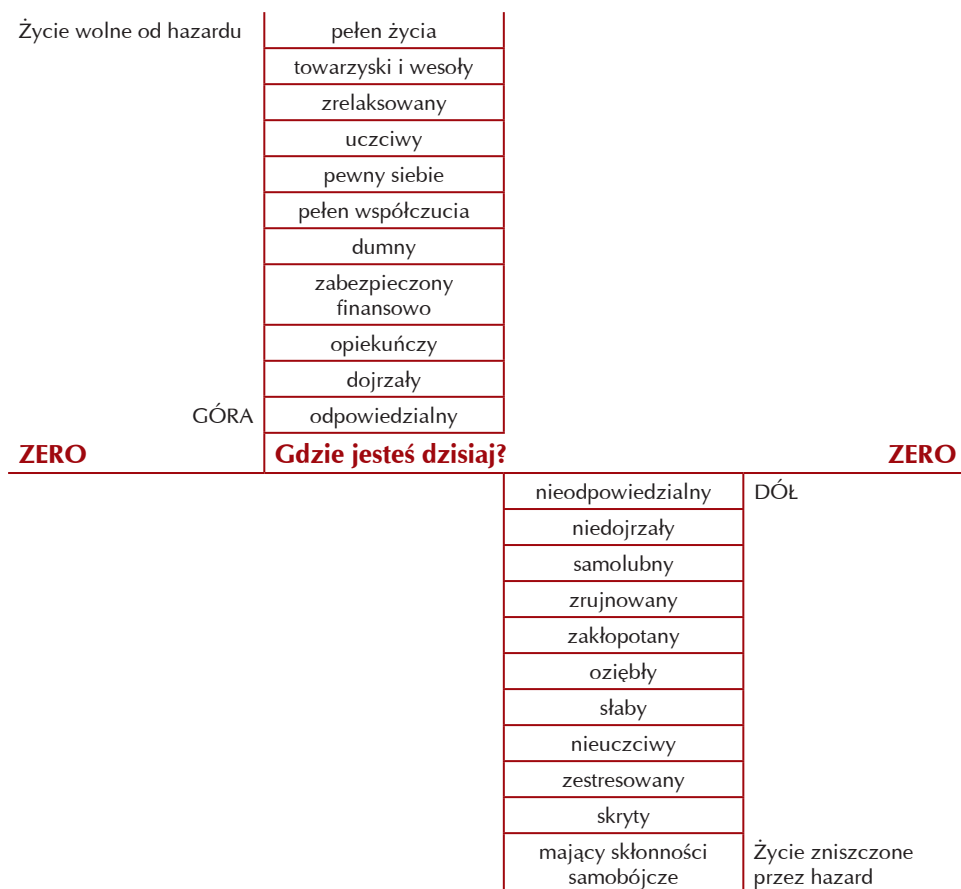 Życie wolne od hazardu
pełen życia
towarzyski i wesoły
zrelaksowany
uczciwy
pewny siebie
pełen współczucia
dumny
zabezpieczony
finansowo
opiekuńczy
dojrzały
GÓRA
odpowiedzialny
ZERO
Gdzie jesteś dzisiaj?
ZERO
nieodpowiedzialny
DÓŁ
niedojrzały
samolubny
zrujnowany
zakłopotany
oziębły
słaby
nieuczciwy
zestresowany
skryty
mający skłonności
samobójcze
Życie zniszczone
przez hazard